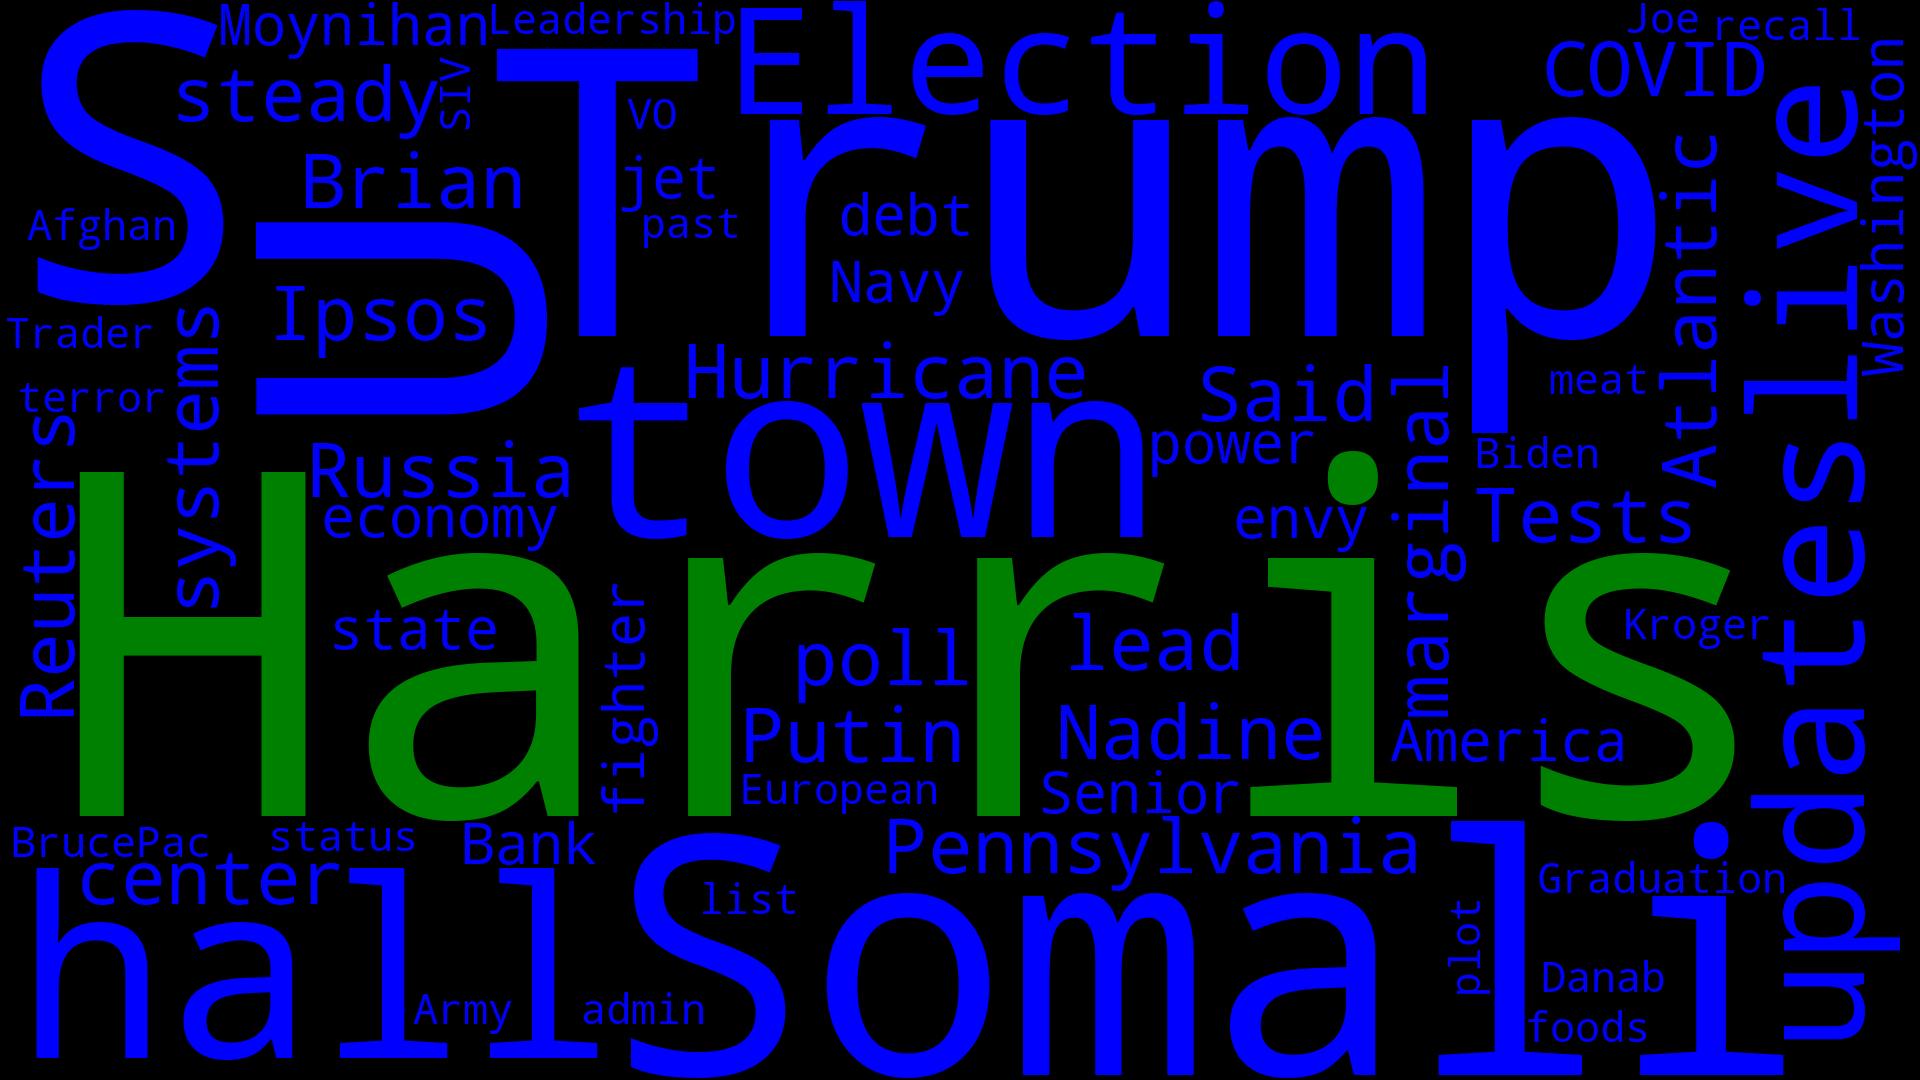 Moynihan
Leadership
Election
Joe
recall
S
steady
SIV
T
rump
VO
COVID
live
Washington
Brian
jet
past
debt
Navy
Atlantic
Afghan
U
Ipsos
Trader
terror
systems
Hurricane
Said
meat
marginal
Reuters
Russia
town
power
Biden
economy
envy
Tests
updates
Harris
state
fighter
poll
lead
Kroger
Putin
Nadine
America
European
Senior
BrucePac
status
Bank
Pennsylvania
center
hall
list
Somali
Graduation
plot
Army
admin
Danab
foods